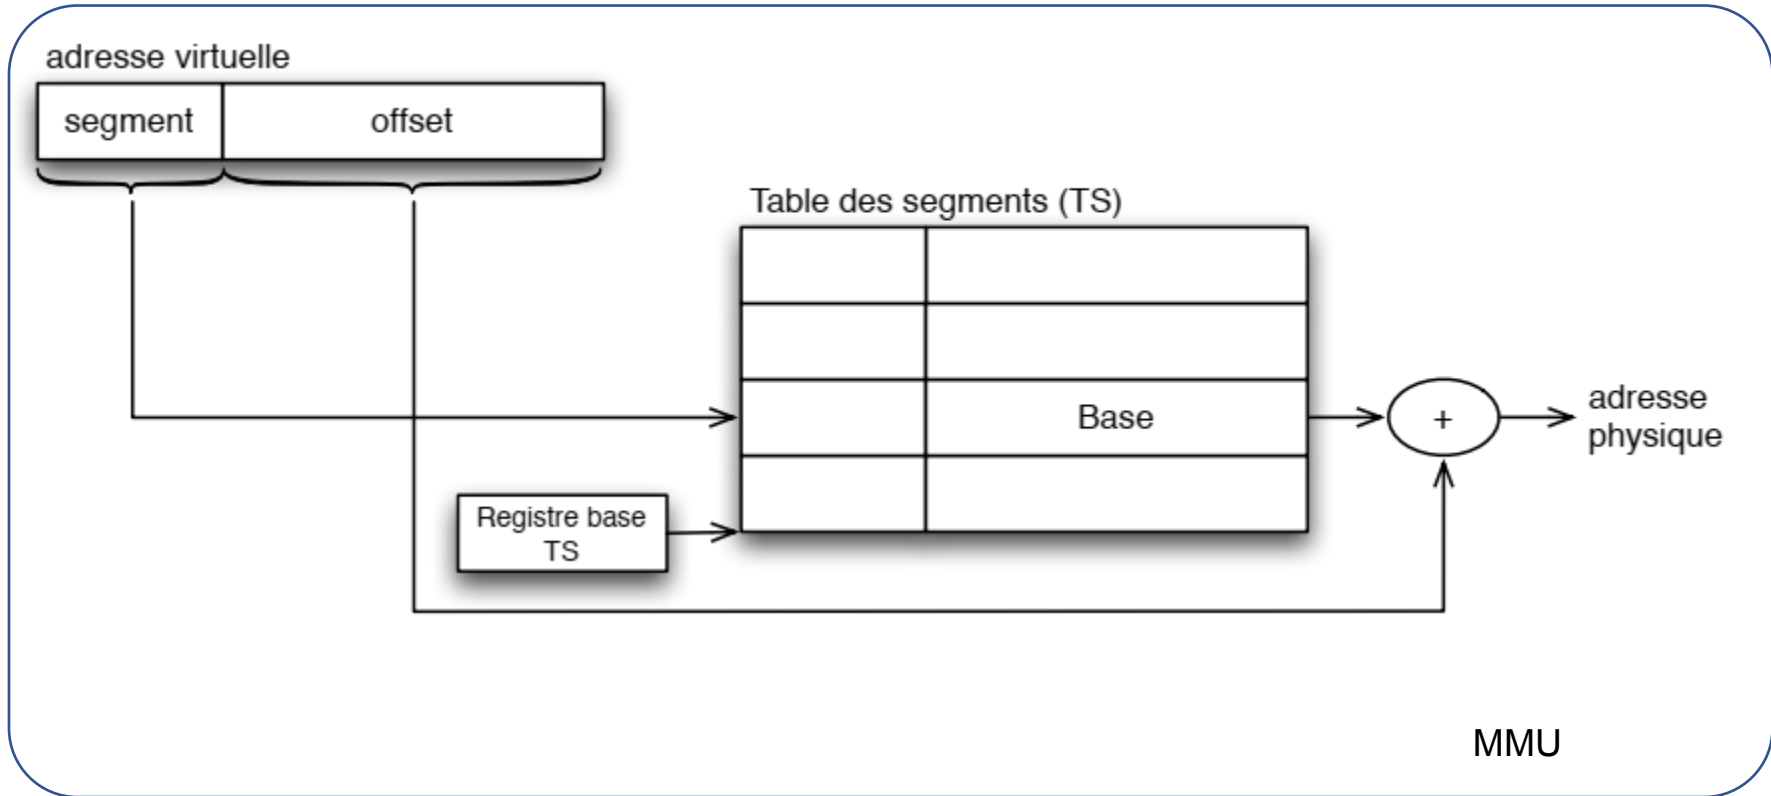 adresse virtuelle
segment
offset
Table des segments (TS)
Base
+
adresse
physique
Registre base
TS
MMU